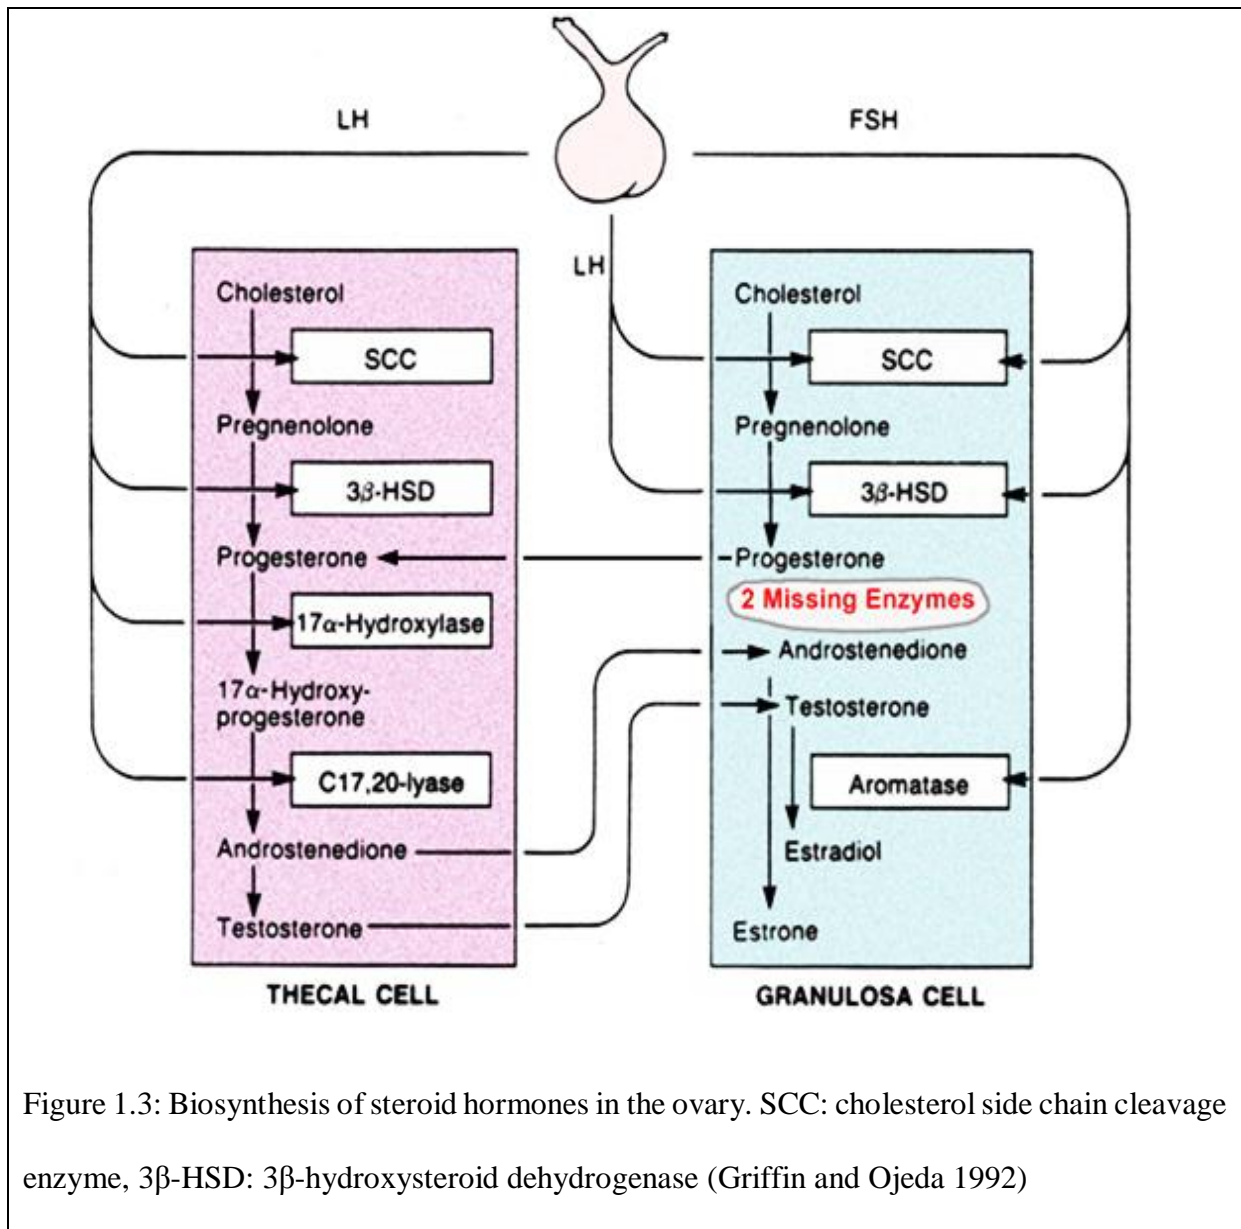 LH
FSH
LH
Cholesterol
SCC
Pregnenolone
3β-HSD
Progesterone
17α-Hydroxylase
17α-Hydroxy-
progesterone
C17,20-lyase
Androstenedione
Testosterone
THECAL CELL
Cholesterol
SCC
Pregnenolone
3β-HSD
Progesterone
2 Missing Enzymes
Androstenedione
Testosterone
Aromatase
Estradiol
Estrone
GRANULOSA CELL
Figure 1.3: Biosynthesis of steroid hormones in the ovary. SCC: cholesterol side chain cleavage
enzyme, 3β-HSD: 3β-hydroxysteroid dehydrogenase (Griffin and Ojeda 1992)